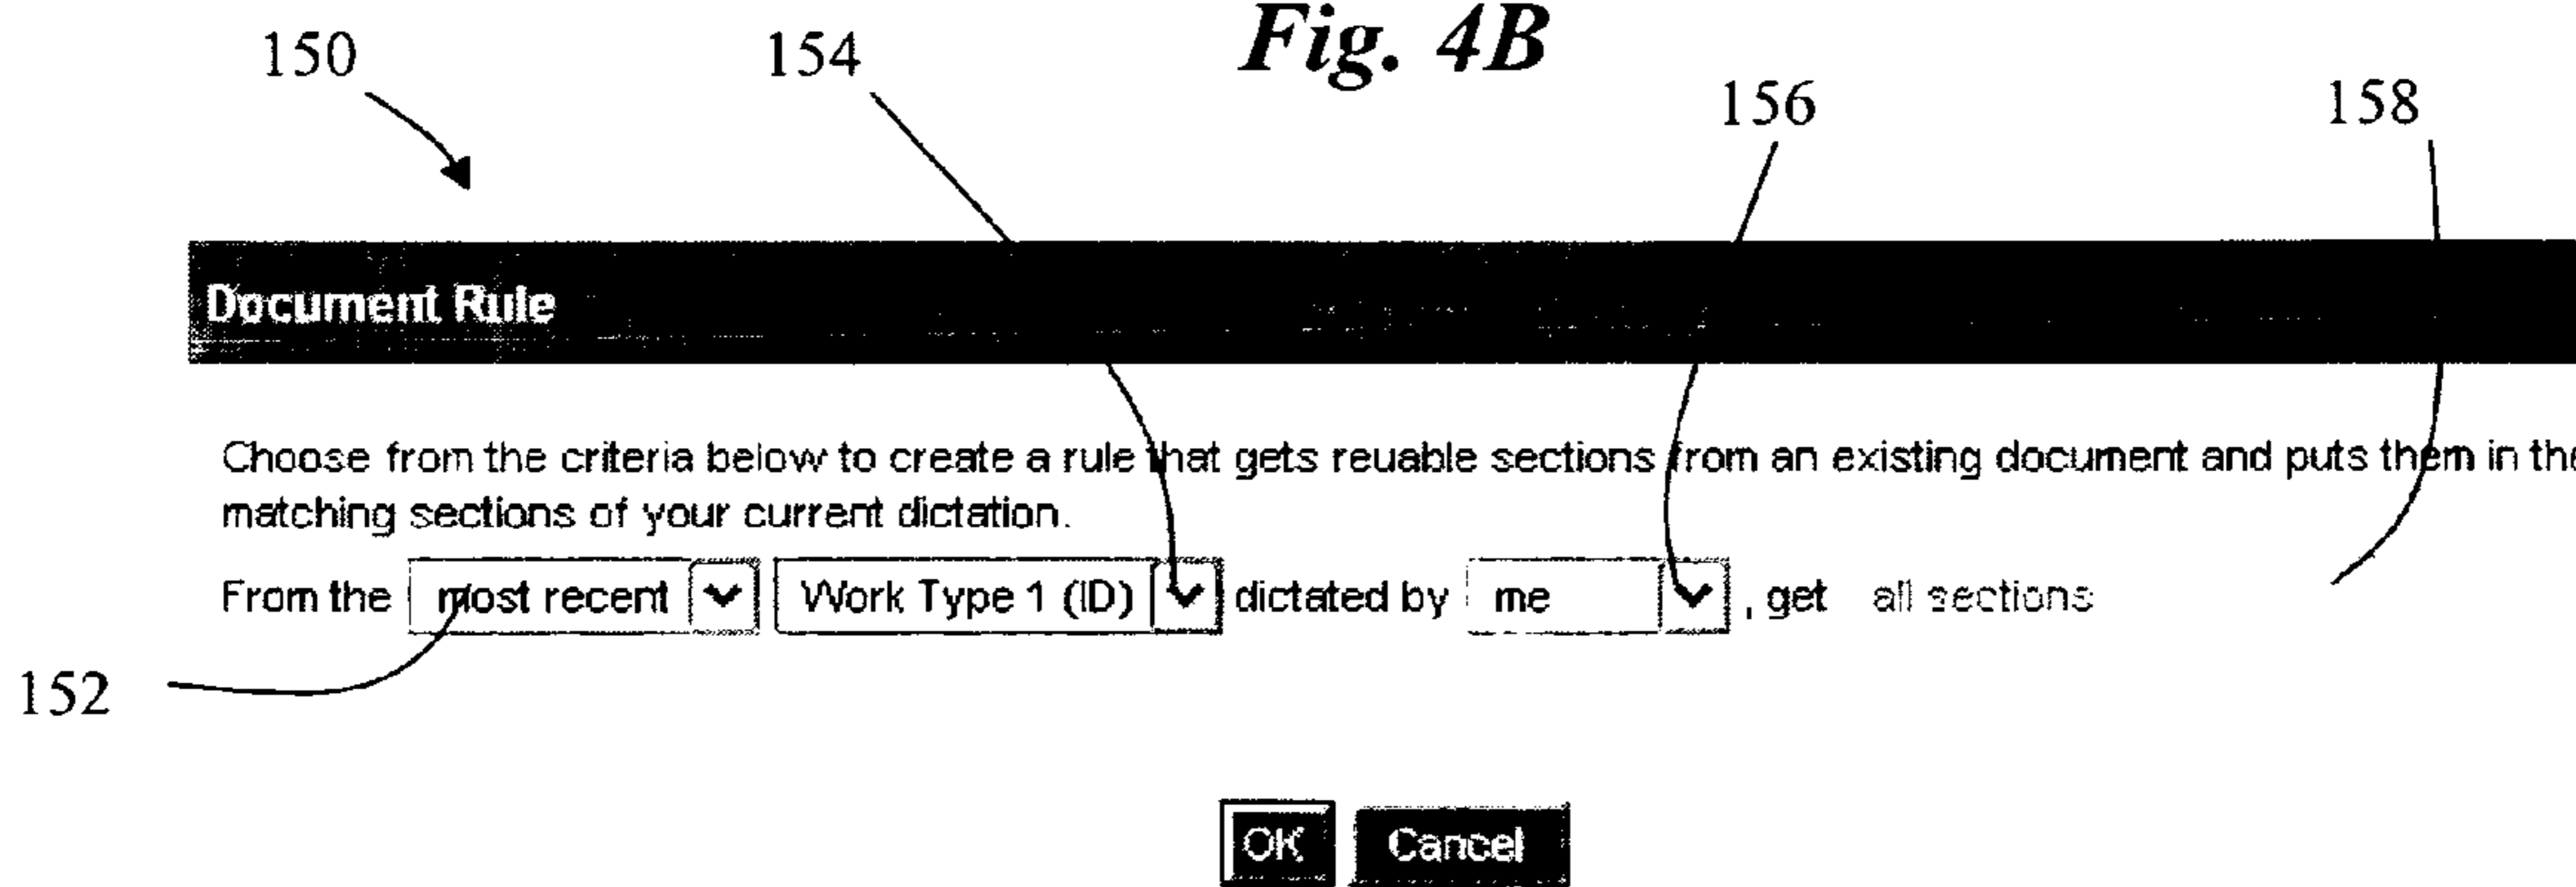 Fig. 4B
150 154 156 158
Document Rule
Choose from the criteria below to create a rule that gets reuable sections from an existing document and puts them in the
matching sections of your current dictation.
From the most recent Work Type 1 (ID) dictated by me , get all sections
152
OK Cancel